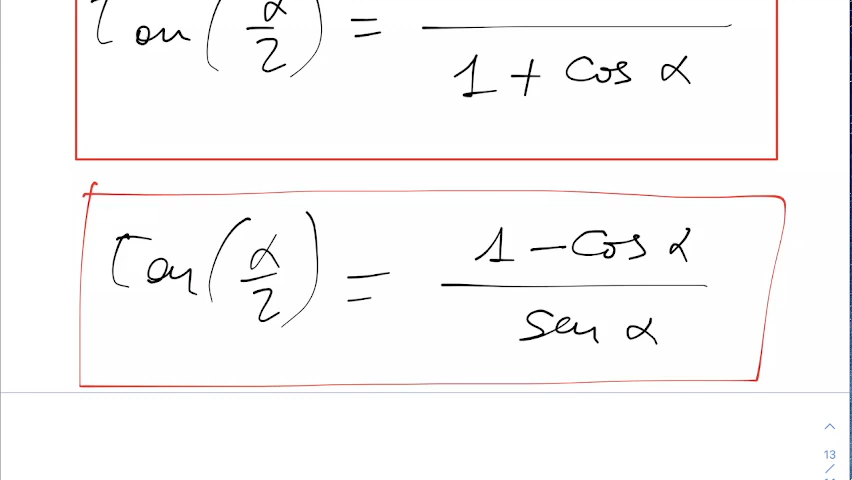 tan(α/2) =
1 + cos α
tan(α/2) = (1 - cos α)/(sen α)
13
/